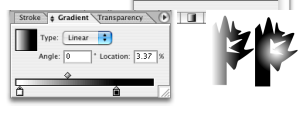 Stroke Gradient Transparency
Type: Linear
Angle: 0 ° Location: 3.37 %